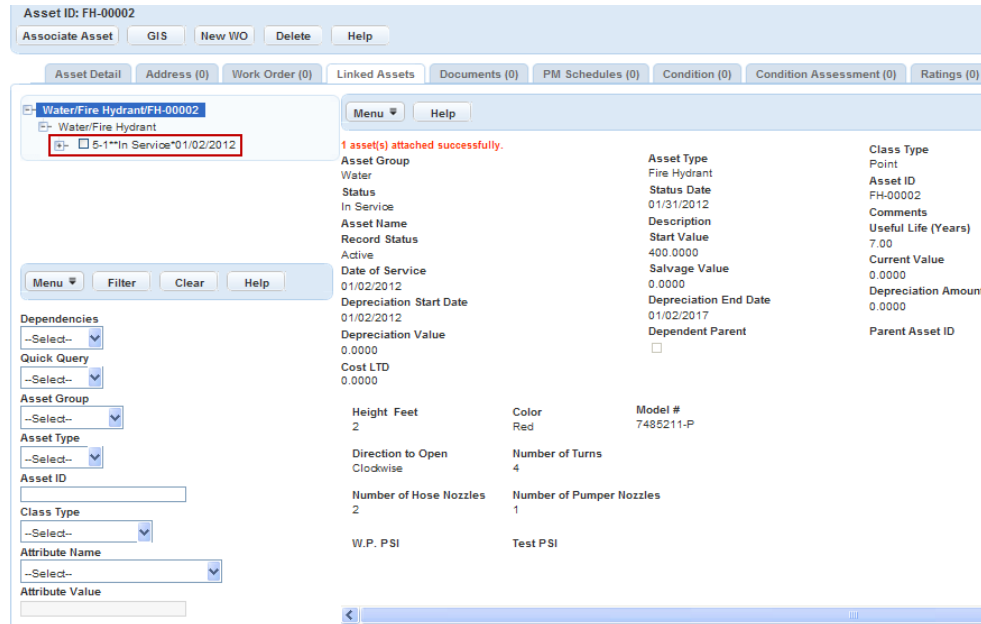 Asset ID: FH-00002
Associate Asset GIS New WO Delete Help
Asset Detail Address (0) Work Order (0) Linked Assets Documents (0) PM Schedules (0) Condition (0) Condition Assessment (0) Ratings (0)
Water/Fire Hydrant/FH-00002
Water/Fire Hydrant
5-1**In Service*01/02/2012
Menu Filter Clear Help
Dependencies
--Select--
Quick Query
--Select--
Asset Group
--Select--
Asset Type
--Select--
Asset ID
Class Type
--Select--
Attribute Name
--Select--
Attribute Value
Menu Help
1 asset(s) attached successfully.
Asset Group
Water
Status
In Service
Asset Name
Record Status
Active
Date of Service
01/02/2012
Depreciation Start Date
01/02/2012
Depreciation Value
0.0000
Cost LTD
0.0000
Asset Type
Fire Hydrant
Status Date
01/31/2012
Description
Start Value
400.0000
Salvage Value
0.0000
Depreciation End Date
01/02/2017
Dependent Parent
Class Type
Point
Asset ID
FH-00002
Comments
Useful Life (Years)
7.00
Current Value
0.0000
Depreciation Amoun
0.0000
Parent Asset ID
Height Feet Color Model #
2 Red 7485211-P
Direction to Open Number of Turns
Clockwise 4
Number of Hose Nozzles Number of Pumper Nozzles
2 1
W.P. PSI Test PSI